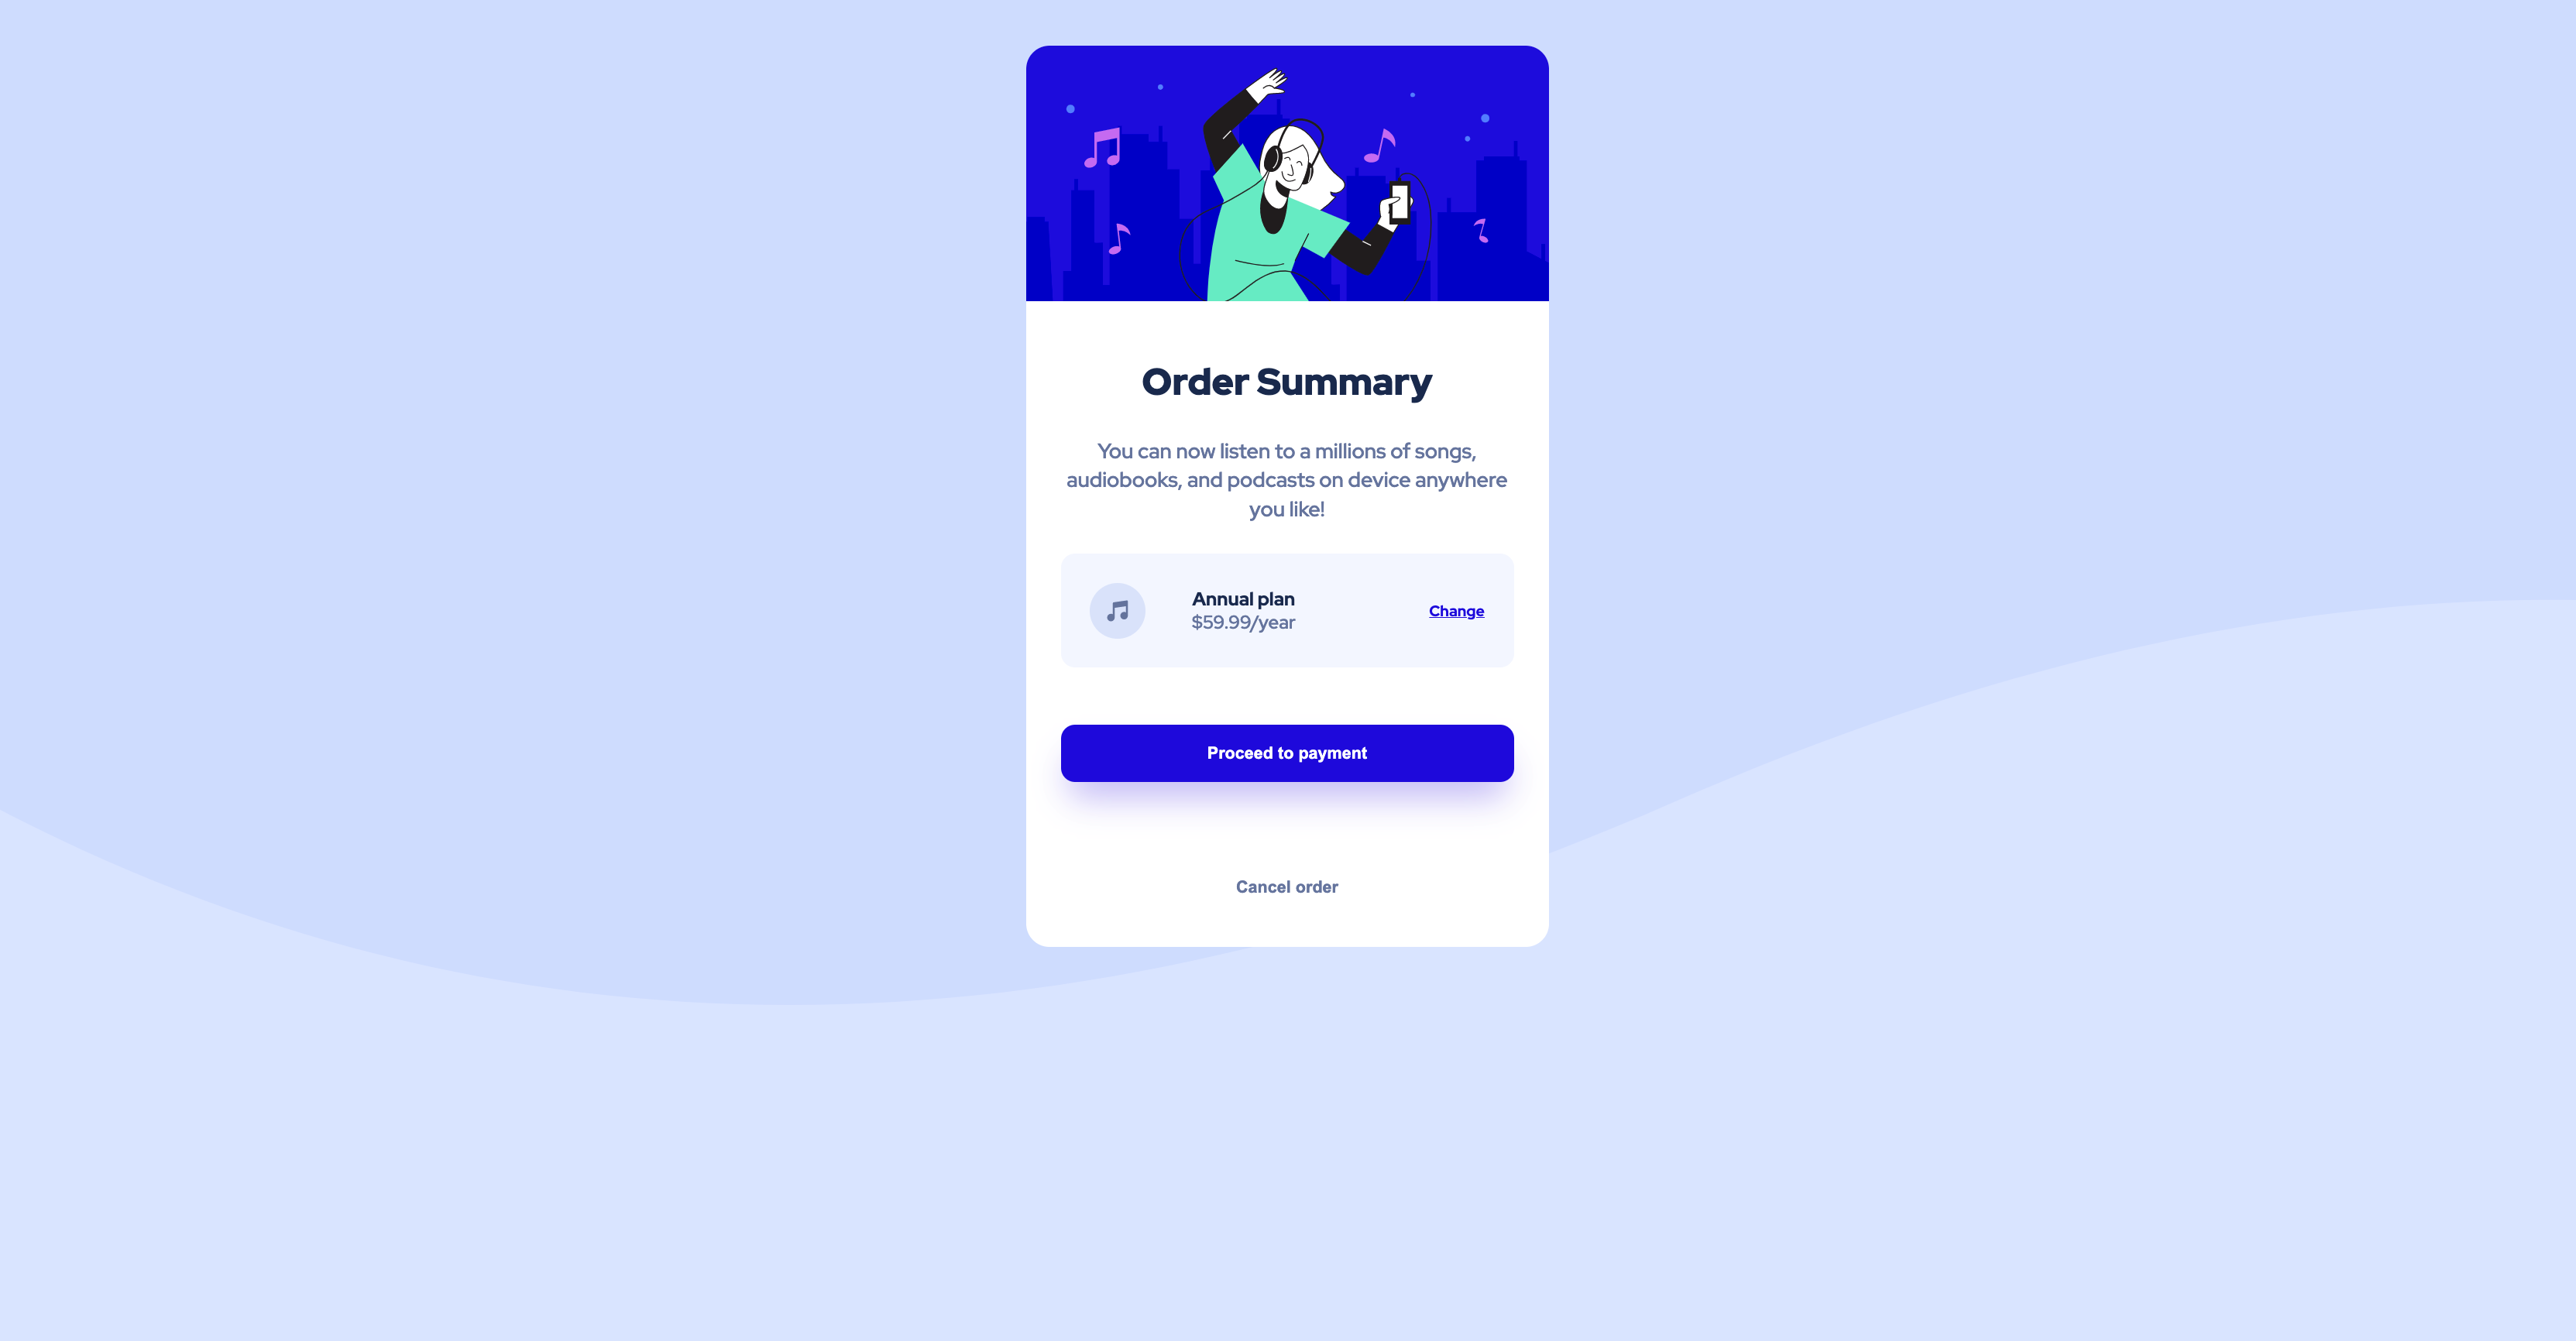 Order Summary
You can now listen to a millions of songs,
audiobooks, and podcasts on device anywhere
you like!
Annual plan
$59.99/year
Change
Proceed to payment
Cancel order